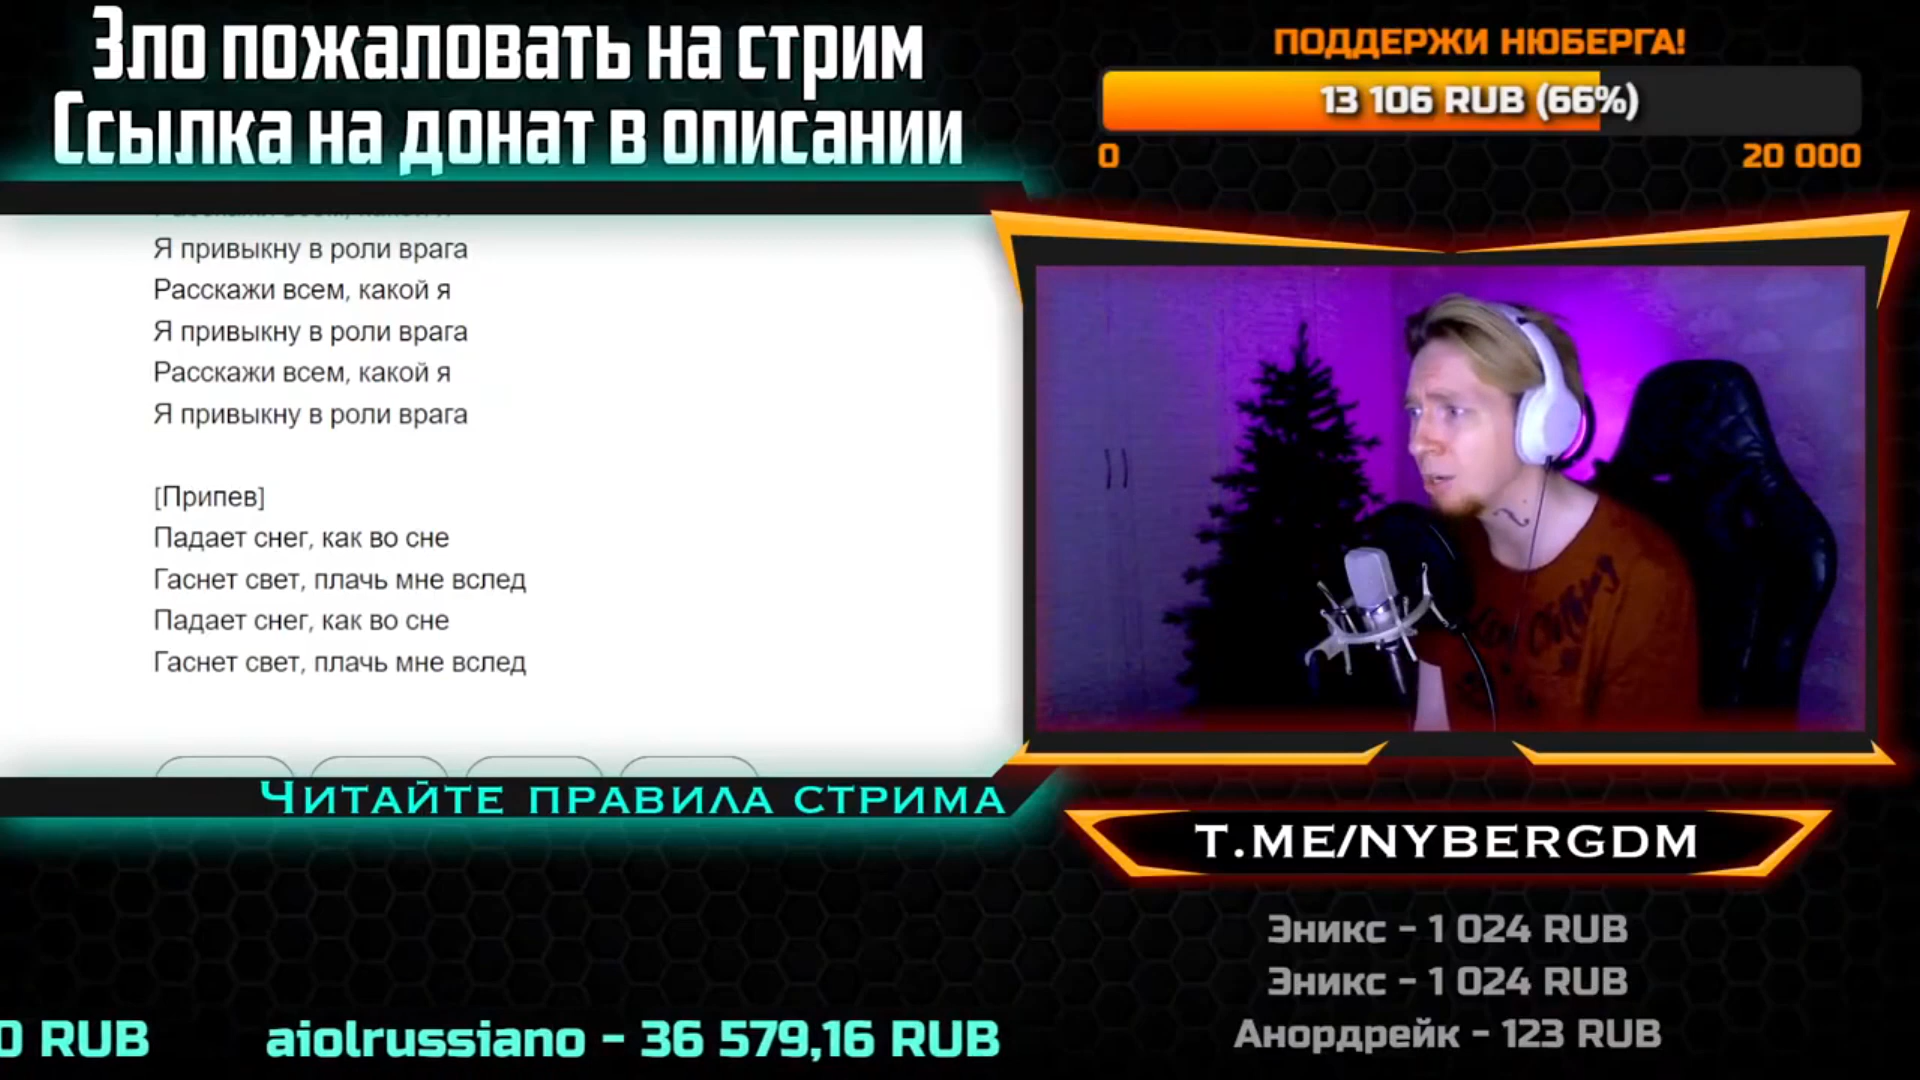 Зло пожаловать на стрим
Ссылка на донат в описании
ПОДДЕРЖИ НЮБЕРГА!
13 106 RUB (66%)
0
20 000
Я привыкну в роли врага
Расскажи всем, какой я
Я привыкну в роли врага
Расскажи всем, какой я
Я привыкну в роли врага
[Припев]
Падает снег, как во сне
Гаснет свет, плачь мне вслед
Падает снег, как во сне
Гаснет свет, плачь мне вслед
Читайте правила стрима
T.ME/NYBERGDM
Эникс - 1 024 RUB
Эникс - 1 024 RUB
Анордрейк - 123 RUB
0 RUB
aiolrussiano - 36 579,16 RUB